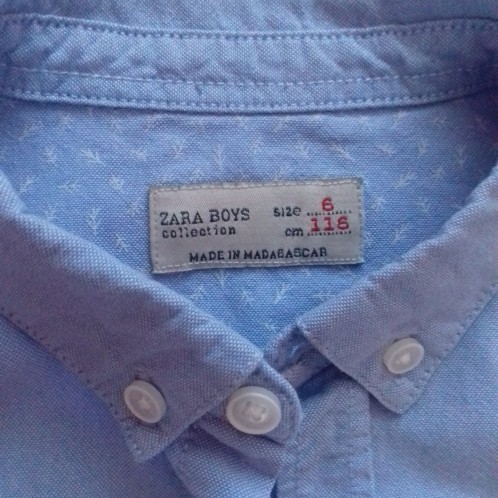 ZARA BOYS
collection
size 6
cm 116
MADE IN MADAGASCAR